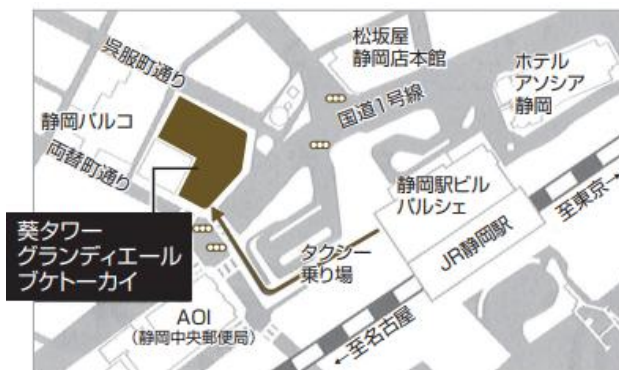 呉服町通り
松坂屋
静岡店本館
ホテル
アソシア
静岡
国道1号線
静岡パルコ
両替町通り
静岡駅ビル
パルシェ
至東京→
JR静岡駅
葵タワー
グランディエール
ブケトーカイ
タクシー
乗り場
AOI
(静岡中央郵便局)
←至名古屋